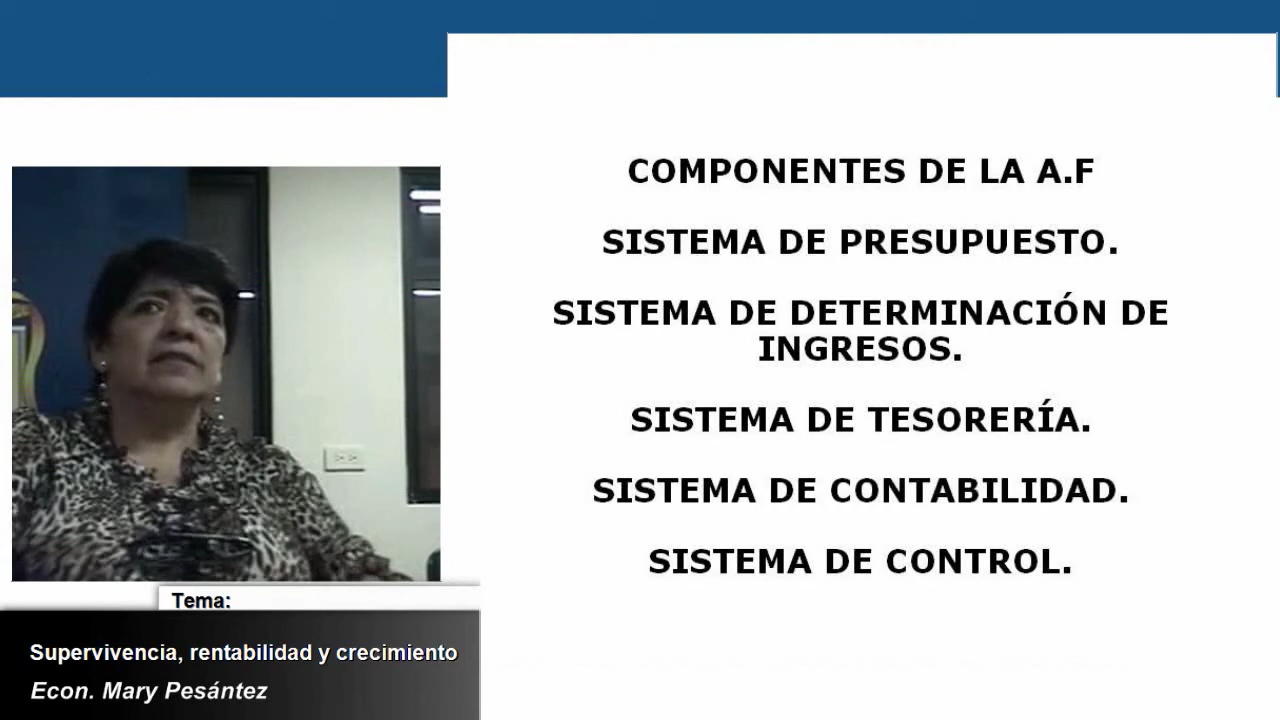 COMPONENTES DE LA A.F
SISTEMA DE PRESUPUESTO.
SISTEMA DE DETERMINACIÓN DE
INGRESOS.
SISTEMA DE TESORERÍA.
SISTEMA DE CONTABILIDAD.
SISTEMA DE CONTROL.
Tema:
Supervivencia, rentabilidad y crecimiento
Econ. Mary Pesántez